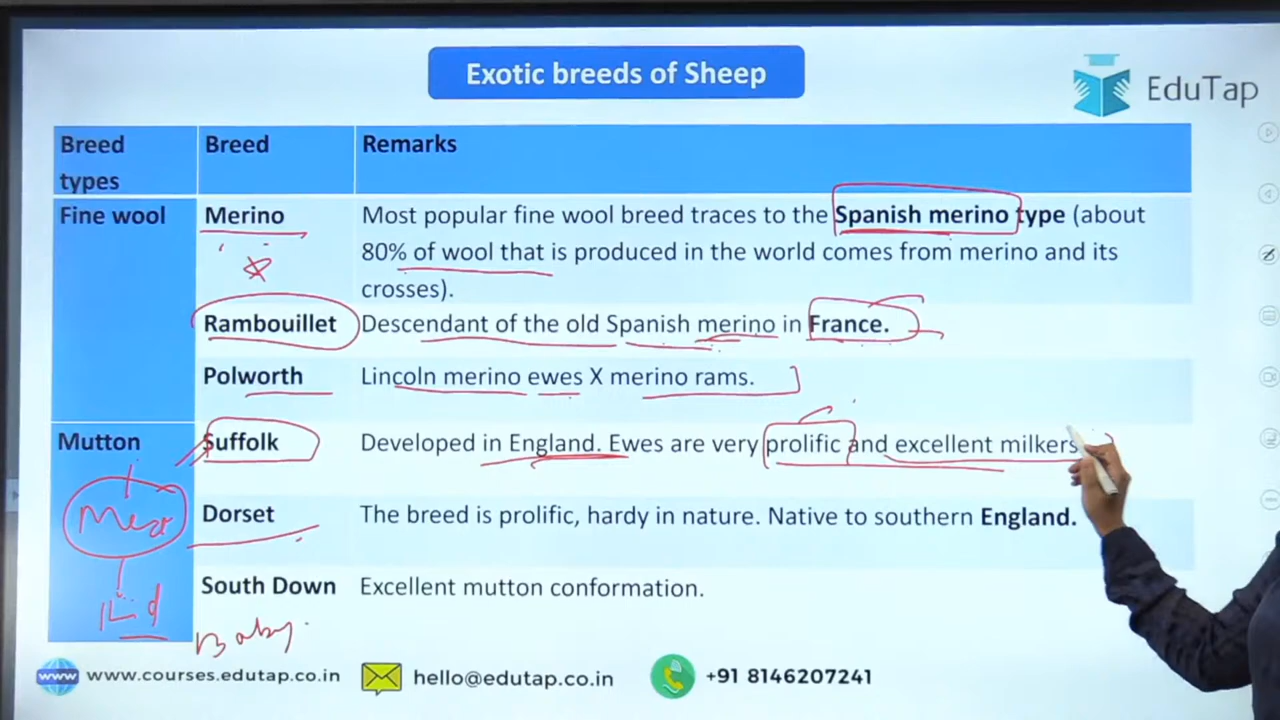 Exotic breeds of Sheep
EduTap
Breed types
Breed
Remarks
Fine wool
Merino
Most popular fine wool breed traces to the Spanish merino type (about
80% of wool that is produced in the world comes from merino and its
crosses).
Rambouillet
Descendant of the old Spanish merino in France.
Polworth
Lincoln merino ewes X merino rams.
Mutton
Suffolk
Developed in England. Ewes are very prolific and excellent milkers
Meat
Dorset
The breed is prolific, hardy in nature. Native to southern England.
South Down
Excellent mutton conformation.
Baby
www
www.courses.edutap.co.in
hello@edutap.co.in
+91 8146207241